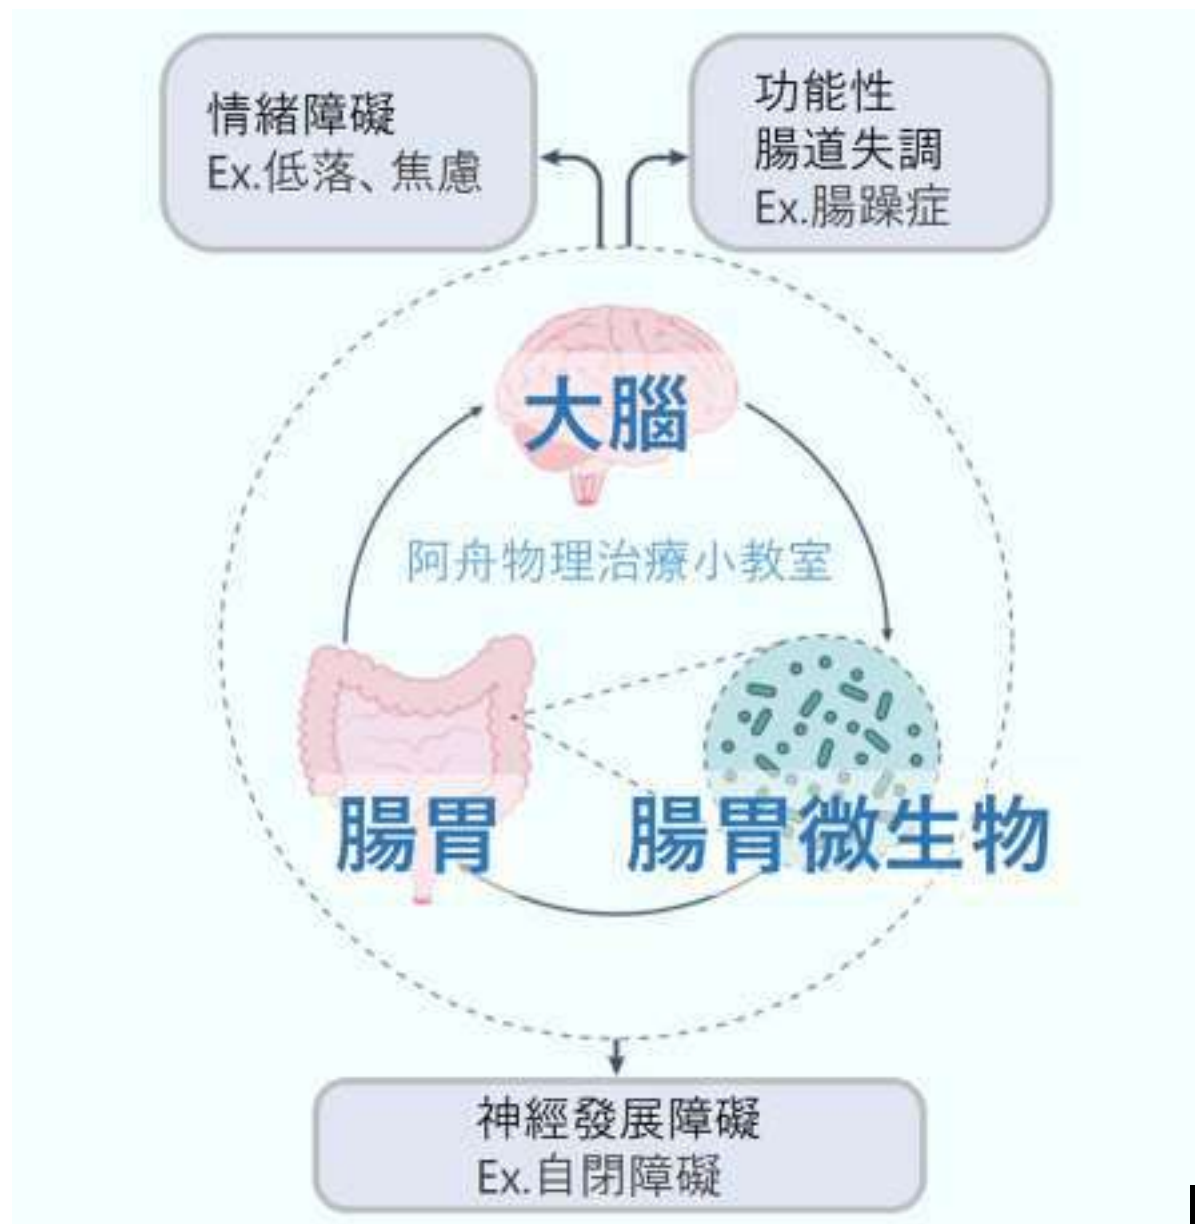 情緒障礙
Ex.低落、焦慮
功能性
腸道失調
Ex.腸躁症
大腦
阿舟物理治療小教室
腸胃
腸胃微生物
神經發展障礙
Ex.自閉障礙